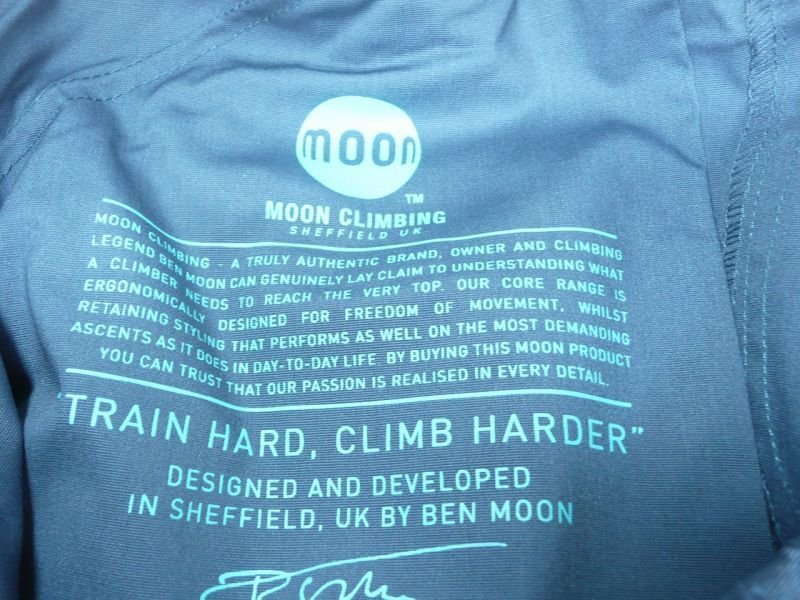 moon
TM
MOON CLIMBING
SHEFFIELD UK
MOON CLIMBING - A TRULY AUTHENTIC BRAND, OWNER AND CLIMBING
LEGEND BEN MOON CAN GENUINELY LAY CLAIM TO UNDERSTANDING WHAT
A CLIMBER NEEDS TO REACH THE VERY TOP. OUR CORE RANGE IS
ERGONOMICALLY DESIGNED FOR FREEDOM OF MOVEMENT, WHILST
RETAINING STYLING THAT PERFORMS AS WELL ON THE MOST DEMANDING
ASCENTS AS IT DOES IN DAY-TO-DAY LIFE. BY BUYING THIS MOON PRODUCT
YOU CAN TRUST THAT OUR PASSION IS REALISED IN EVERY DETAIL.
"TRAIN HARD, CLIMB HARDER"
DESIGNED AND DEVELOPED
IN SHEFFIELD, UK BY BEN MOON